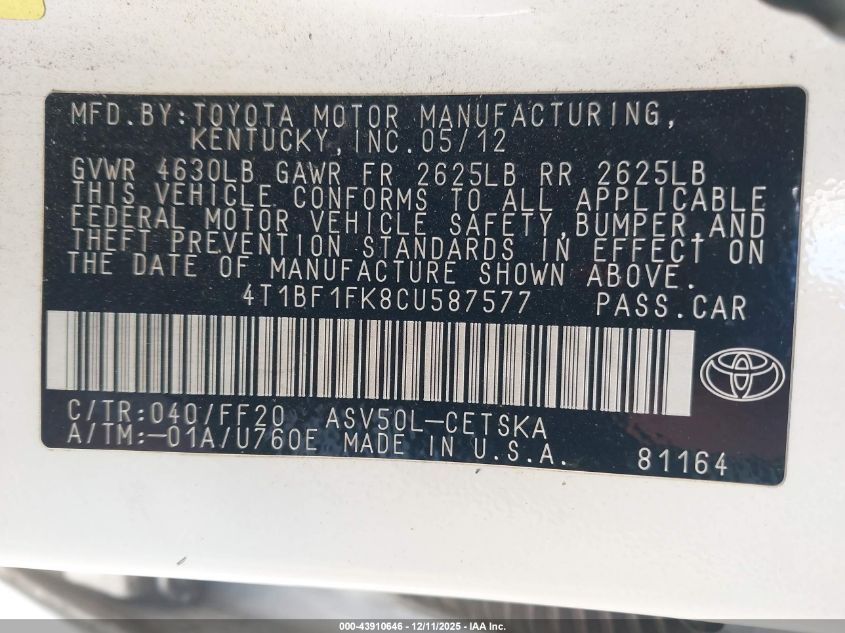 MFD.BY:TOYOTA MOTOR MANUFACTURING,
KENTUCKY,INC.05/12
GVWR 4630LB GAWR FR 2625LB RR 2625LB
THIS VEHICLE CONFORMS TO ALL APPLICABLE
FEDERAL MOTOR VEHICLE SAFETY,BUMPER,AND
THEFT PREVENTION STANDARDS IN EFFECT ON
THE DATE OF MANUFACTURE SHOWN ABOVE.
4T1BF1FK8CU587577 PASS.CAR
C/TR:040/FF20 ASV50L-CETSKA
A/TM:-01A/U760E MADE IN U.S.A. 81164
000-43910646 - 12/11/2025 - IAA Inc.